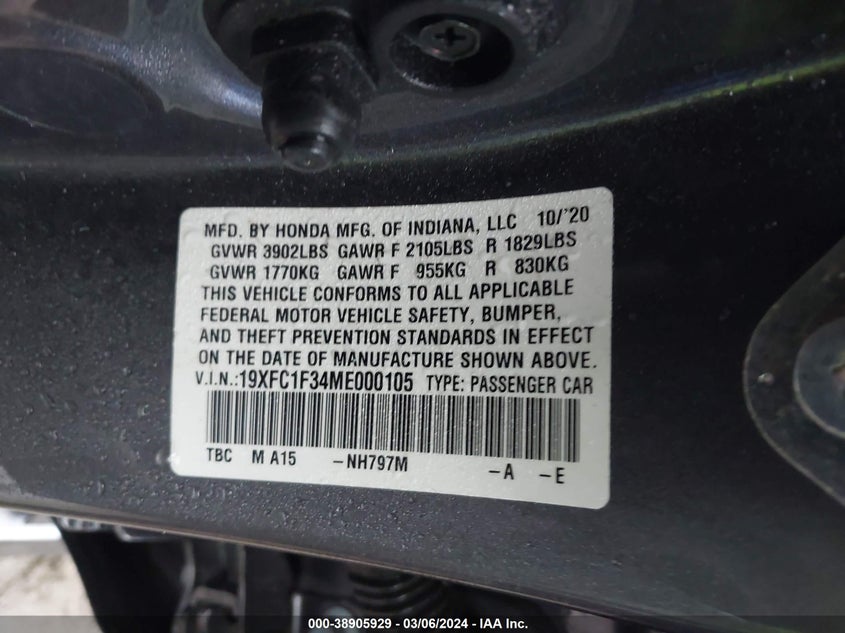 MFD. BY HONDA MFG. OF INDIANA, LLC 10/'20
GVWR 3902LBS GAWR F 2105LBS R 1829LBS
GVWR 1770KG GAWR F 955KG R 830KG
THIS VEHICLE CONFORMS TO ALL APPLICABLE
FEDERAL MOTOR VEHICLE SAFETY, BUMPER,
AND THEFT PREVENTION STANDARDS IN EFFECT
ON THE DATE OF MANUFACTURE SHOWN ABOVE.
V.I.N.:19XFC1F34ME000105 TYPE: PASSENGER CAR
TBC M A15 -NH797M -A -E
000-38905929 - 03/06/2024 - IAA Inc.